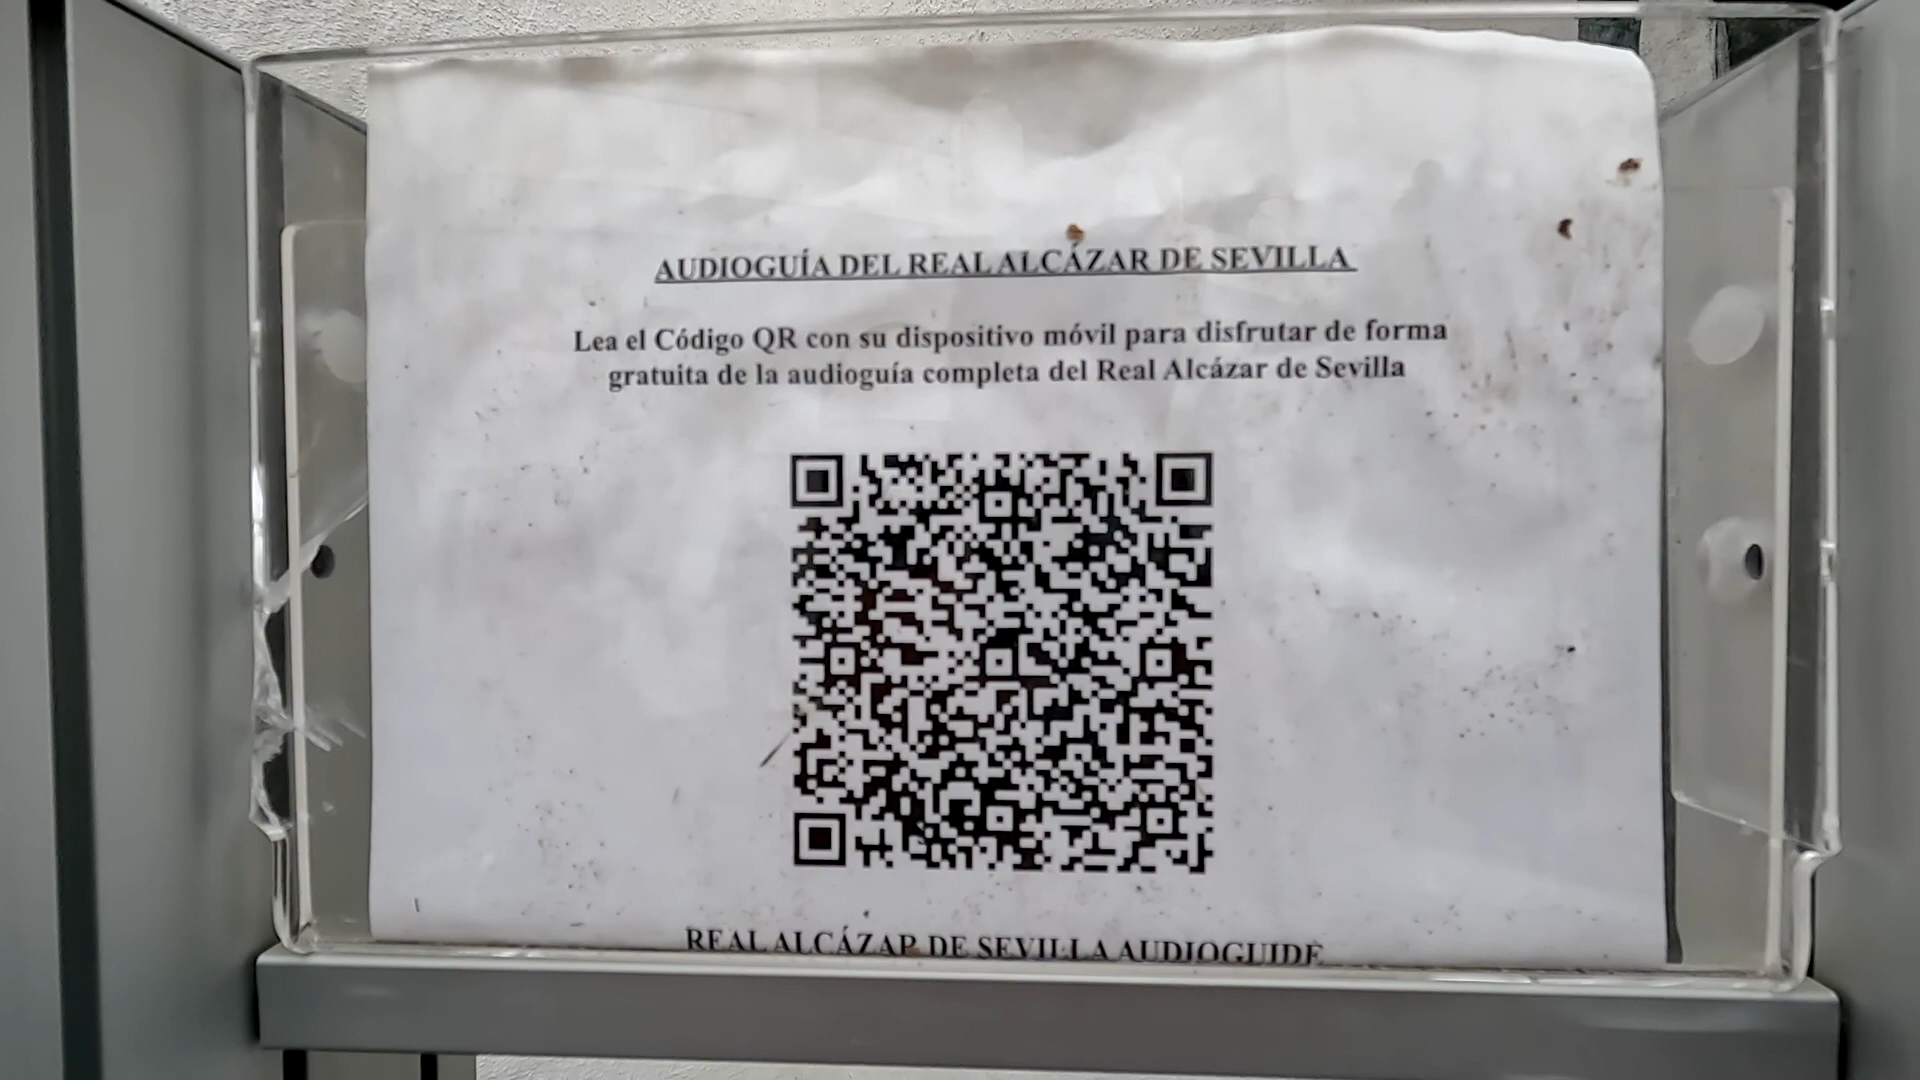 AUDIOGUÍA DEL REAL ALCÁZAR DE SEVILLA
Lea el Código QR con su dispositivo móvil para disfrutar de forma
gratuita de la audioguía completa del Real Alcázar de Sevilla
REAL ALCÁZAR DE SEVILLA AUDIOGUIDE